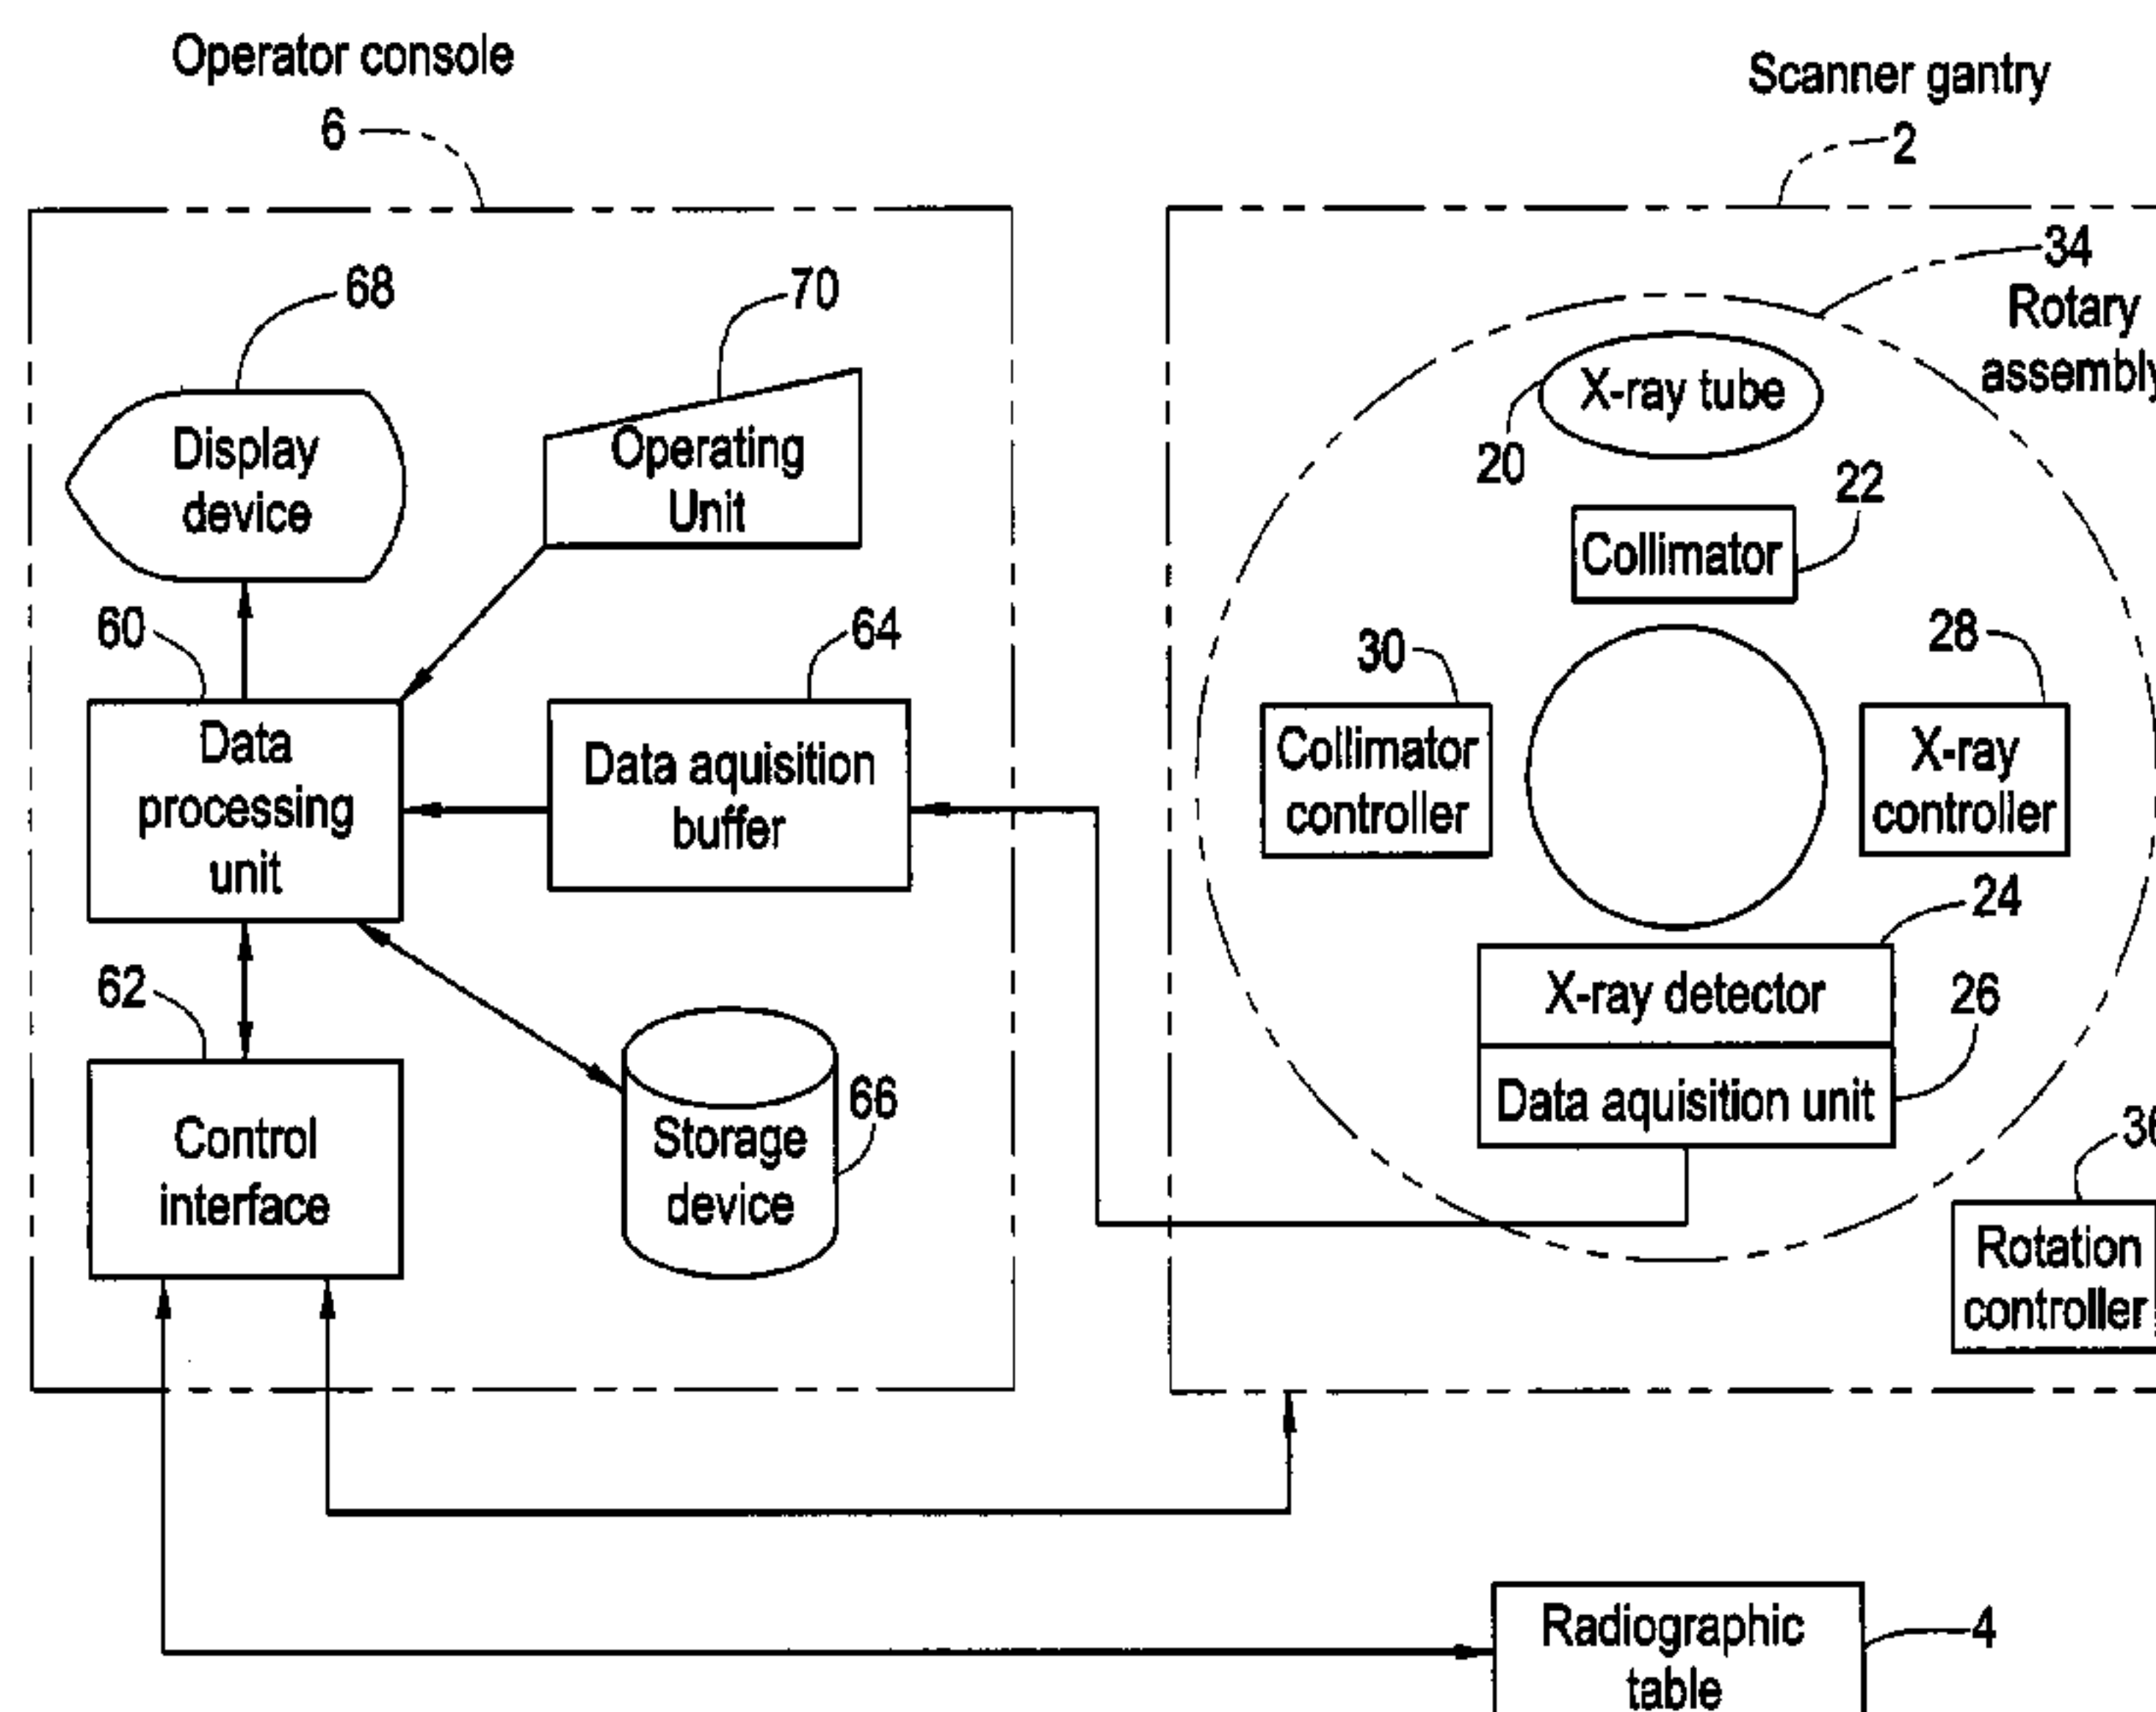 Operator console
6
Scanner gantry
2
34
Rotary
assembly
68
70
Display
device
Operating
Unit
X-ray tube
20
22
Collimator
60
64
30
28
Data
processing
unit
Data aquisition
buffer
Collimator
controller
X-ray
controller
24
X-ray detector
26
Data aquisition unit
62
66
Control
interface
Storage
device
36
Rotation
controller
Radiographic
table
4